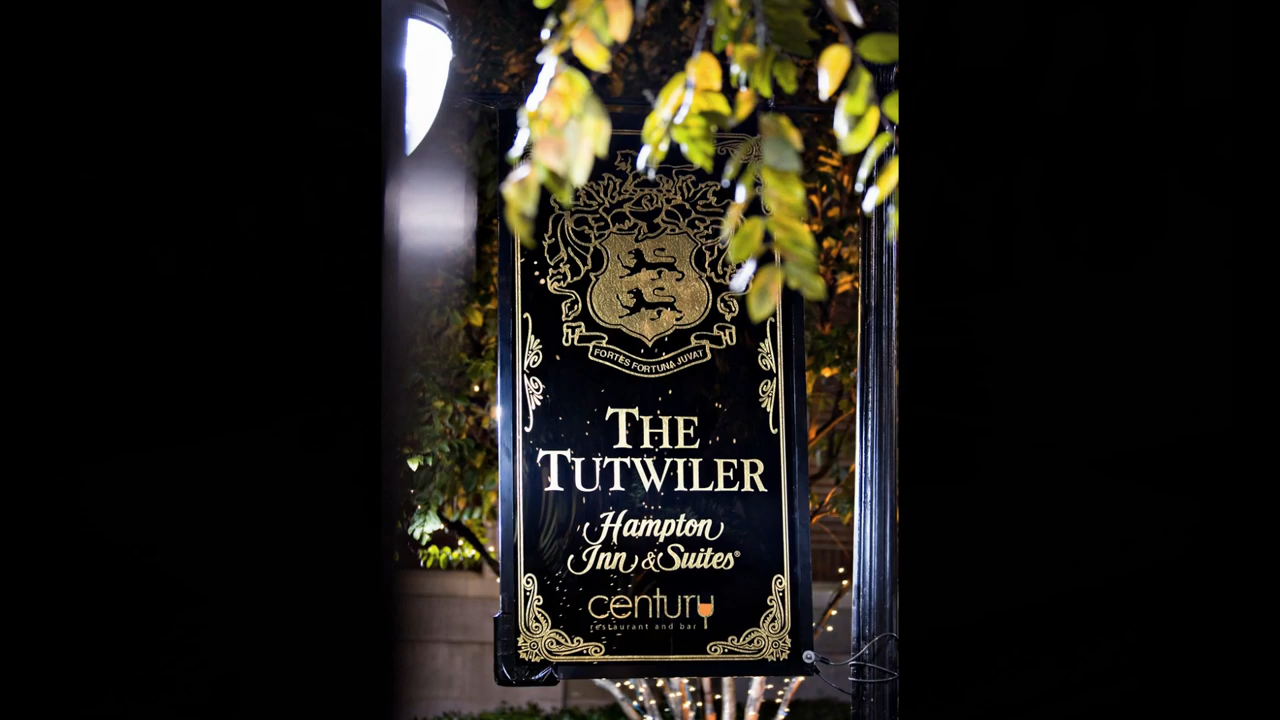 FORTES FORTUNA JUVAT
THE
TUTWILER
Hampton
Inn & Suites®
century
restaurant and bar